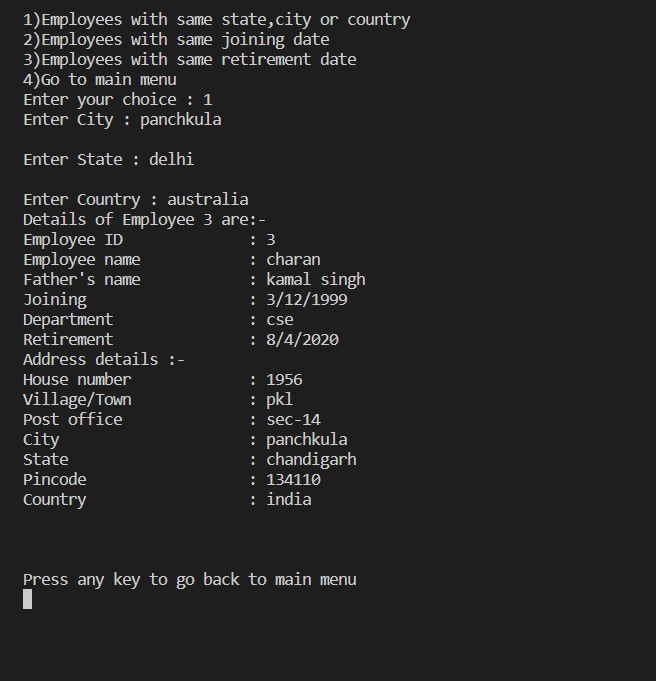 1)Employees with same state,city or country
2)Employees with same joining date
3)Employees with same retirement date
4)Go to main menu
Enter your choice : 1
Enter City : panchkula
Enter State : delhi
Enter Country : australia
Details of Employee 3 are:-
Employee ID : 3
Employee name : charan
Father's name : kamal singh
Joining : 3/12/1999
Department : cse
Retirement : 8/4/2020
Address details :-
House number : 1956
Village/Town : pkl
Post office : sec-14
City : panchkula
State : chandigarh
Pincode : 134110
Country : india
Press any key to go back to main menu